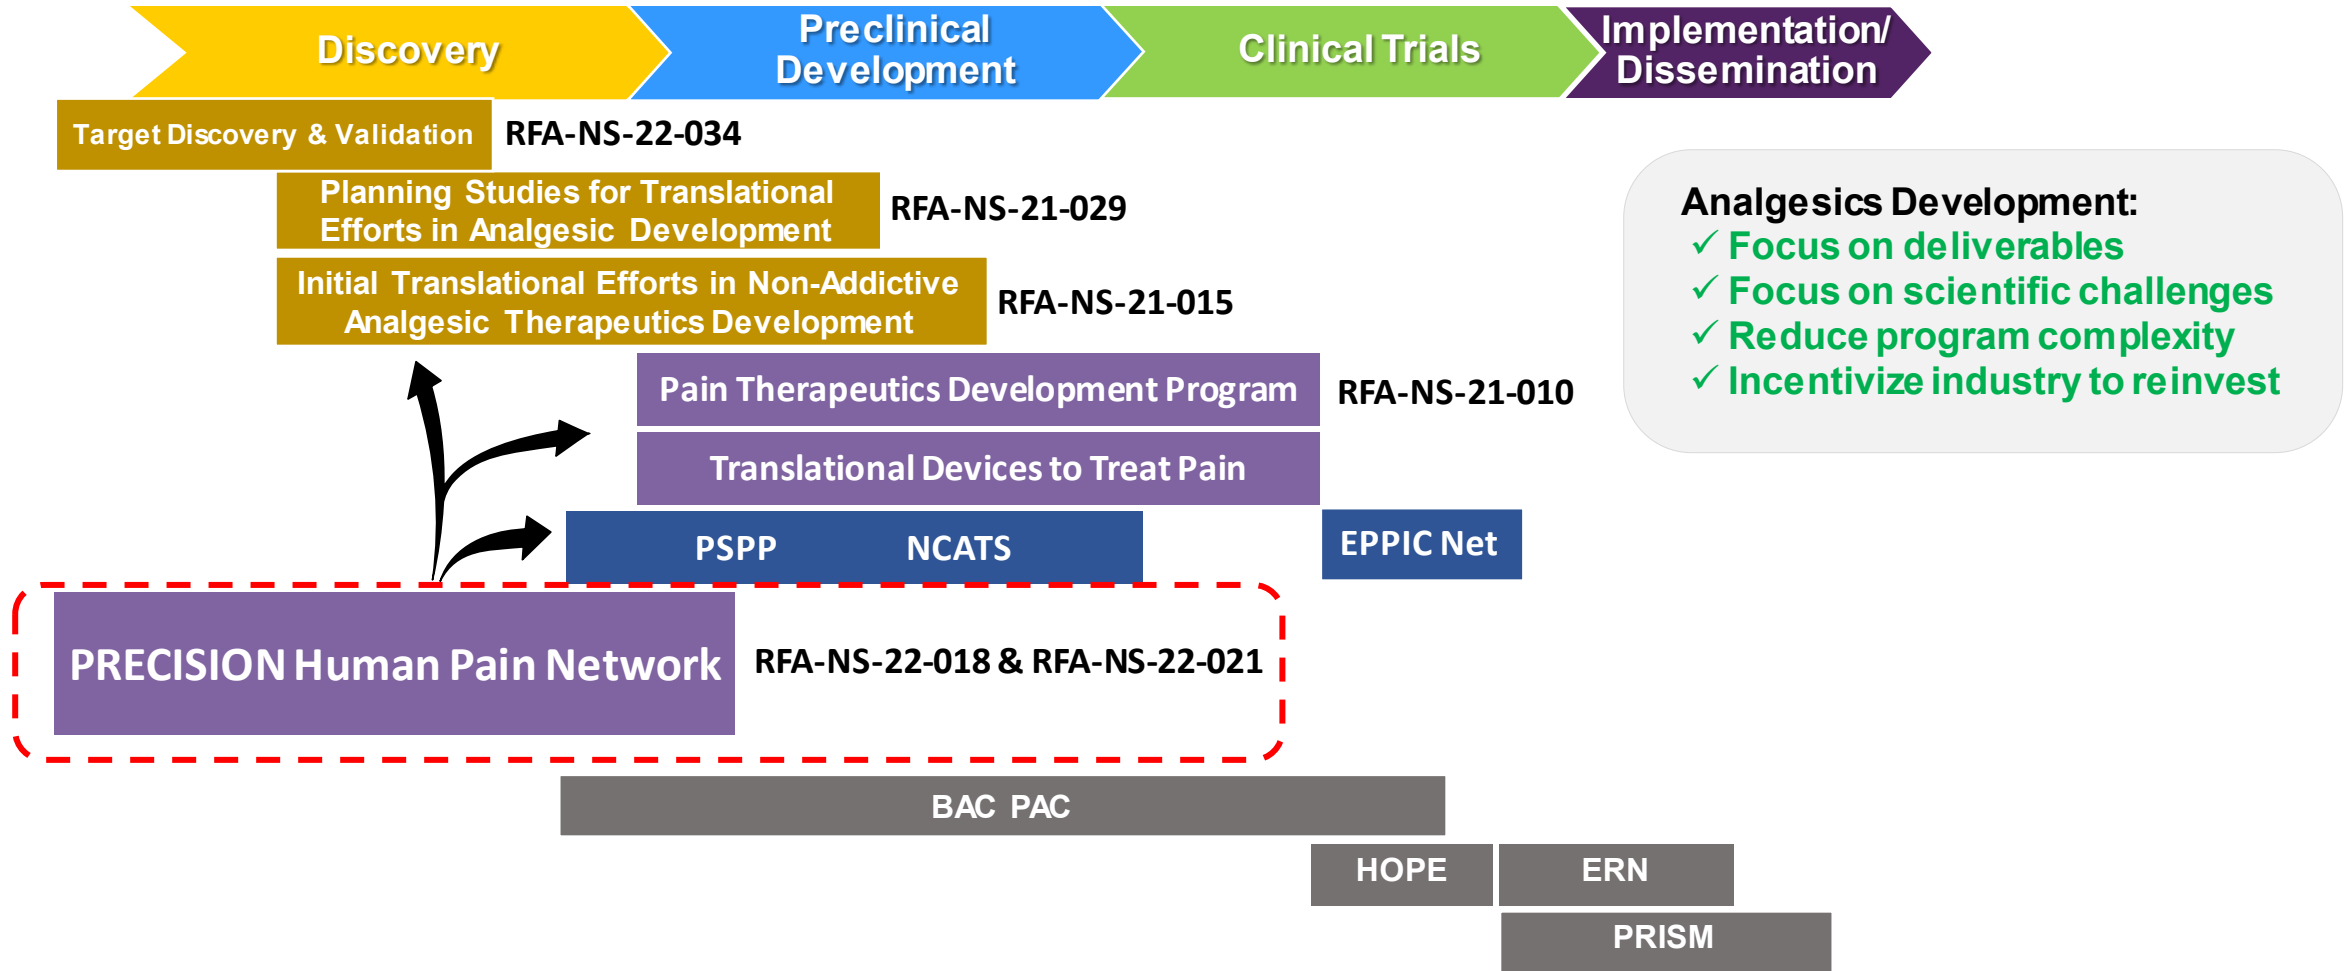 Discovery
Preclinical
Development
Clinical Trials
Implementation/
Dissemination
Target Discovery & Validation
RFA-NS-22-034
Planning Studies for Translational
Efforts in Analgesic Development
RFA-NS-21-029
Initial Translational Efforts in Non-Addictive
Analgesic Therapeutics Development
RFA-NS-21-015
Analgesics Development:
✓ Focus on deliverables
✓ Focus on scientific challenges
✓ Reduce program complexity
✓ Incentivize industry to reinvest
Pain Therapeutics Development Program
RFA-NS-21-010
Translational Devices to Treat Pain
PSPP NCATS
EPPIC Net
PRECISION Human Pain Network
RFA-NS-22-018 & RFA-NS-22-021
BAC PAC
HOPE
ERN
PRISM